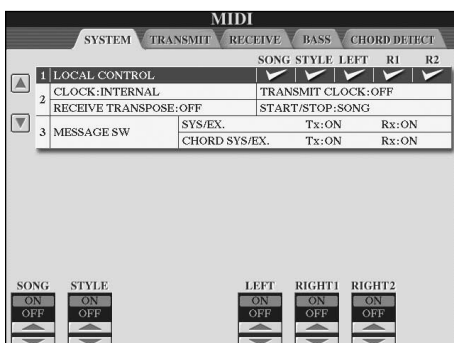 MIDI
SYSTEM TRANSMIT RECEIVE BASS CHORD DETECT
SONG STYLE LEFT R1 R2
1 LOCAL CONTROL
2 CLOCK:INTERNAL TRANSMIT CLOCK:OFF
RECEIVE TRANSPOSE:OFF START/STOP:SONG
3 MESSAGE SW SYS/EX. Tx:ON Rx:ON
CHORD SYS/EX. Tx:ON Rx:ON
SONG STYLE LEFT RIGHT1 RIGHT2
ON ON ON ON ON
OFF OFF OFF OFF OFF